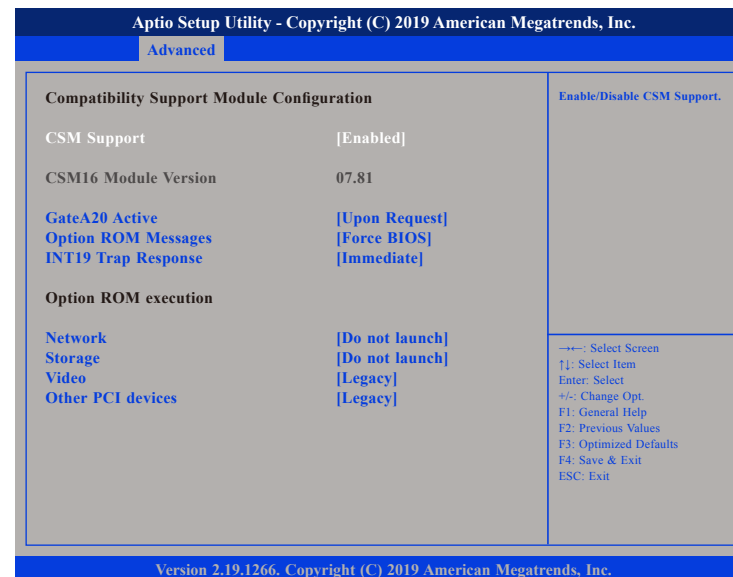 Aptio Setup Utility - Copyright (C) 2019 American Megatrends, Inc.
Advanced
Compatibility Support Module Configuration
CSM Support [Enabled]
CSM16 Module Version 07.81
GateA20 Active [Upon Request]
Option ROM Messages [Force BIOS]
INT19 Trap Response [Immediate]
Option ROM execution
Network [Do not launch]
Storage [Do not launch]
Video [Legacy]
Other PCI devices [Legacy]
Enable/Disable CSM Support.
→←: Select Screen
↑↓: Select Item
Enter: Select
+/-: Change Opt.
F1: General Help
F2: Previous Values
F3: Optimized Defaults
F4: Save & Exit
ESC: Exit
Version 2.19.1266. Copyright (C) 2019 American Megatrends, Inc.